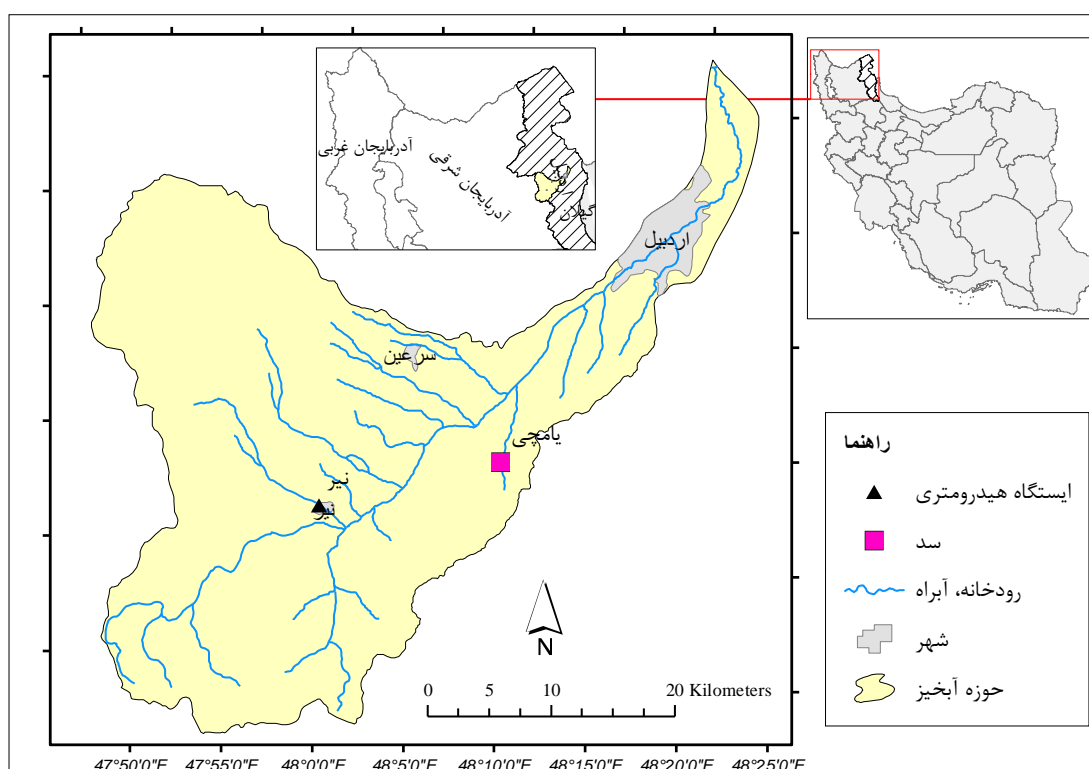 آذربایجان غربی
آذربایجان شرقی
گیلان
اردبیل
سرعین
یامچی
نیر
نیر
N
0 5 10 20 Kilometers
راهنما
ایستگاه هیدرومتری
سد
رودخانه، آبراه
شهر
حوزه آبخیز
47°50'0"E 47°55'0"E 48°0'0"E 48°5'0"E 48°10'0"E 48°15'0"E 48°20'0"E 48°25'0"E